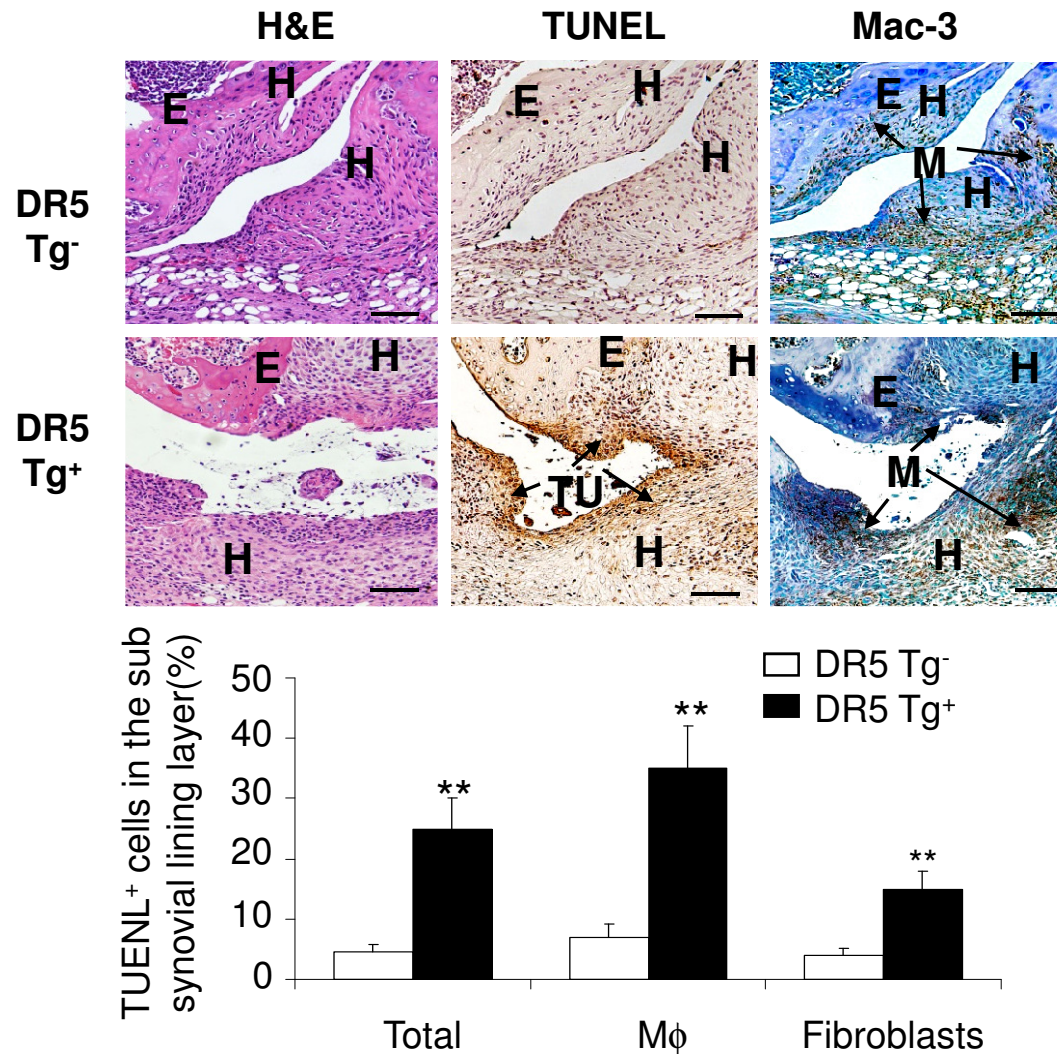 H&E TUNEL Mac-3
DR5
Tg⁻
E H H
E H H
E H M H
DR5
Tg⁺
E H H
E H TU H
E H M H
TUENL⁺ cells in the sub
synovial lining layer(%)
50
40
30
20
10
0
** ** **
DR5 Tg⁻
DR5 Tg⁺
Total Mϕ Fibroblasts